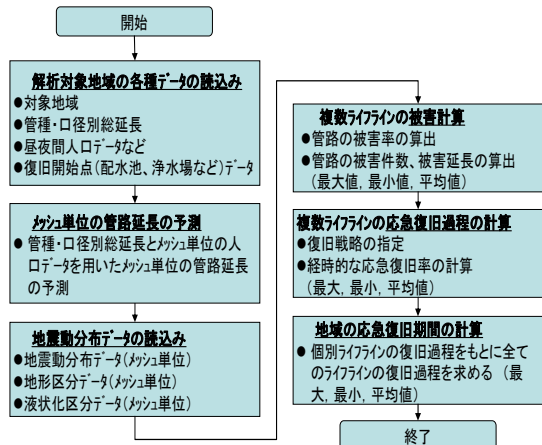 開始
解析対象地域の各種ﾃﾞｰﾀの読込み
●対象地域
●管種・口径別総延長
●昼夜間人口ﾃﾞｰﾀなど
●復旧開始点(配水池、浄水場など)ﾃﾞｰﾀ
ﾒｯｼｭ単位の管路延長の予測
● 管種・口径別総延長とﾒｯｼｭ単位の人
口ﾃﾞｰﾀを用いたﾒｯｼｭ単位の管路延長
の予測
地震動分布ﾃﾞｰﾀの読込み
●地震動分布ﾃﾞｰﾀ(ﾒｯｼｭ単位)
●地形区分ﾃﾞｰﾀ(ﾒｯｼｭ単位)
●液状化区分ﾃﾞｰﾀ(ﾒｯｼｭ単位)
複数ﾗｲﾌﾗｲﾝの被害計算
●管路の被害率の算出
●管路の被害件数、被害延長の算出
(最大値, 最小値, 平均値)
複数ﾗｲﾌﾗｲﾝの応急復旧過程の計算
●復旧戦略の指定
●経時的な応急復旧率の計算
(最大, 最小, 平均値)
地域の応急復旧期間の計算
● 個別ﾗｲﾌﾗｲﾝの復旧過程をもとに全て
のﾗｲﾌﾗｲﾝの復旧過程を求める (最
大, 最小, 平均値)
終了